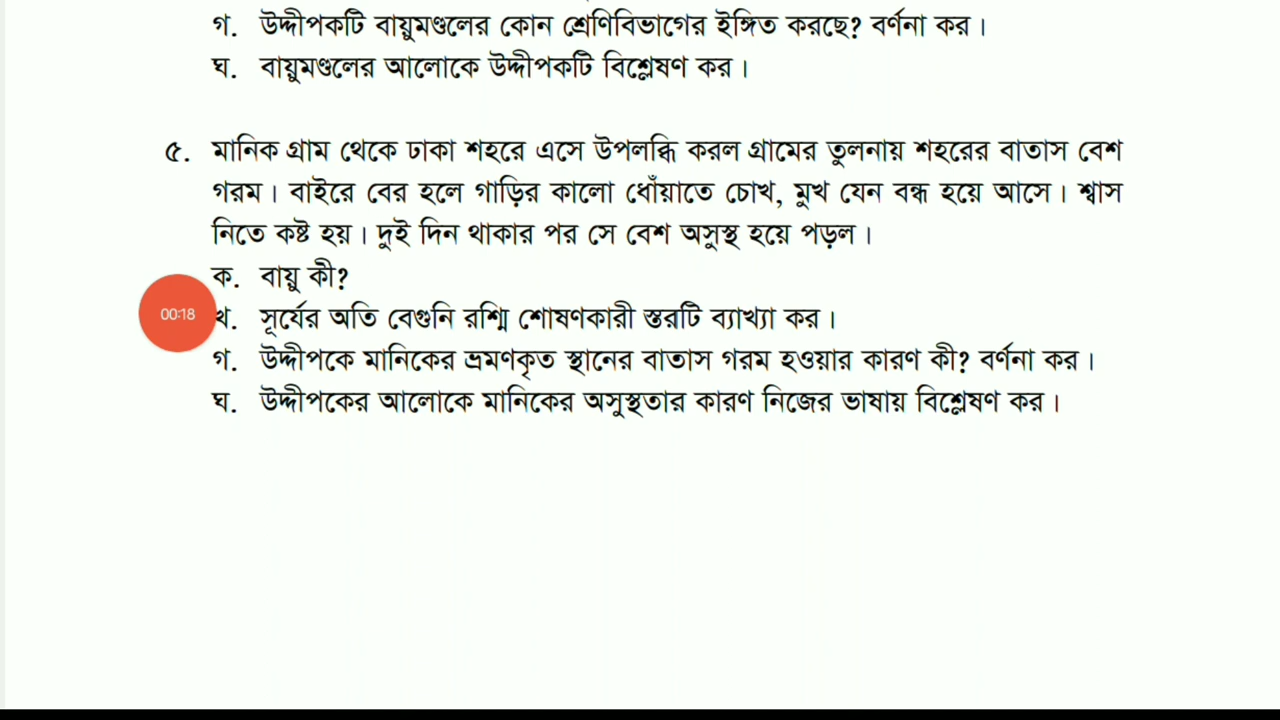 গ. উদ্দীপকটি বায়ুমণ্ডলের কোন শ্রেণিবিভাগের ইঙ্গিত করছে? বর্ণনা কর।
ঘ. বায়ুমণ্ডলের আলোকে উদ্দীপকটি বিশ্লেষণ কর।
৫. মানিক গ্রাম থেকে ঢাকা শহরে এসে উপলব্ধি করল গ্রামের তুলনায় শহরের বাতাস বেশ
গরম। বাইরে বের হলে গাড়ির কালো ধোঁয়াতে চোখ, মুখ যেন বন্ধ হয়ে আসে। শ্বাস
নিতে কষ্ট হয়। দুই দিন থাকার পর সে বেশ অসুস্থ হয়ে পড়ল।
ক. বায়ু কী?
00:18
খ. সূর্যের অতি বেগুনি রশ্মি শোষণকারী স্তরটি ব্যাখ্যা কর।
গ. উদ্দীপকে মানিকের ভ্রমণকৃত স্থানের বাতাস গরম হওয়ার কারণ কী? বর্ণনা কর।
ঘ. উদ্দীপকের আলোকে মানিকের অসুস্থতার কারণ নিজের ভাষায় বিশ্লেষণ কর।